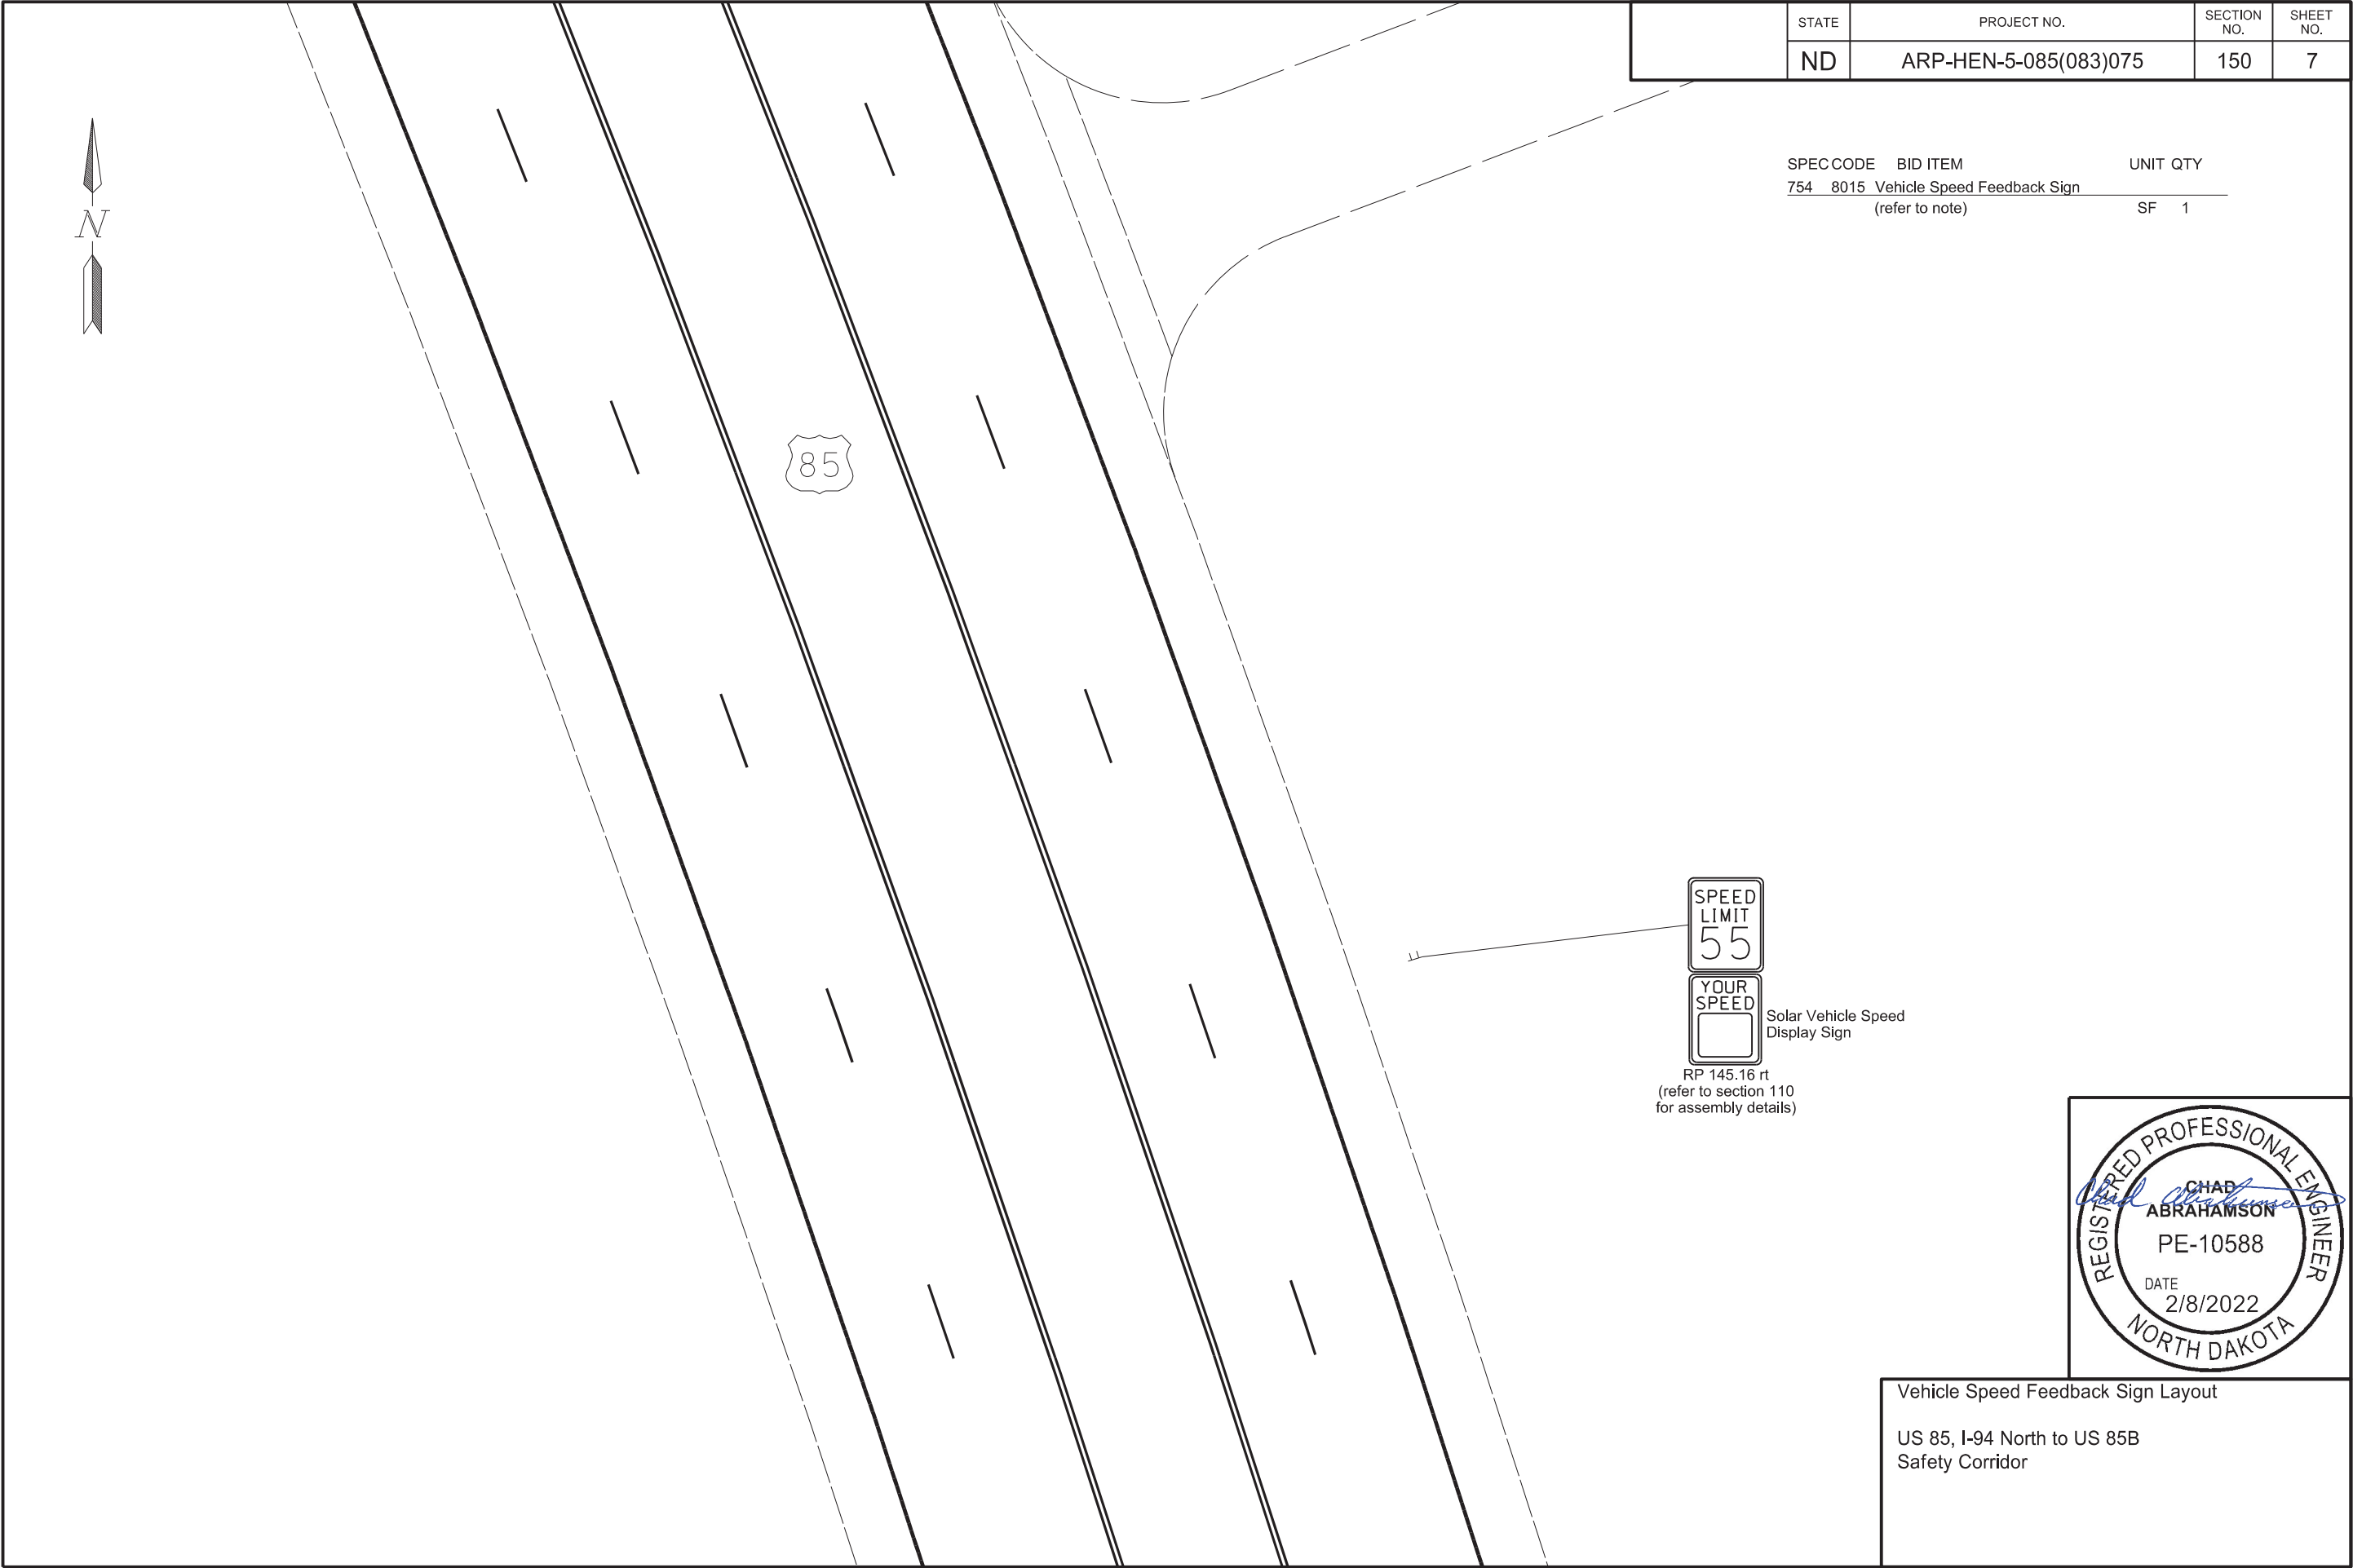 STATE PROJECT NO. SECTION NO. SHEET NO.
ND ARP-HEN-5-085(083)075 150 7
N
SPEC CODE BID ITEM UNIT QTY
754 8015 Vehicle Speed Feedback Sign
(refer to note) SF 1
85
SPEED
LIMIT
55
YOUR
SPEED
Solar Vehicle Speed
Display Sign
RP 145.16 rt
(refer to section 110
for assembly details)
REGISTERED PROFESSIONAL ENGINEER
Chad Abrahamson
CHAD
ABRAHAMSON
PE-10588
DATE
2/8/2022
NORTH DAKOTA
Vehicle Speed Feedback Sign Layout
US 85, I-94 North to US 85B
Safety Corridor